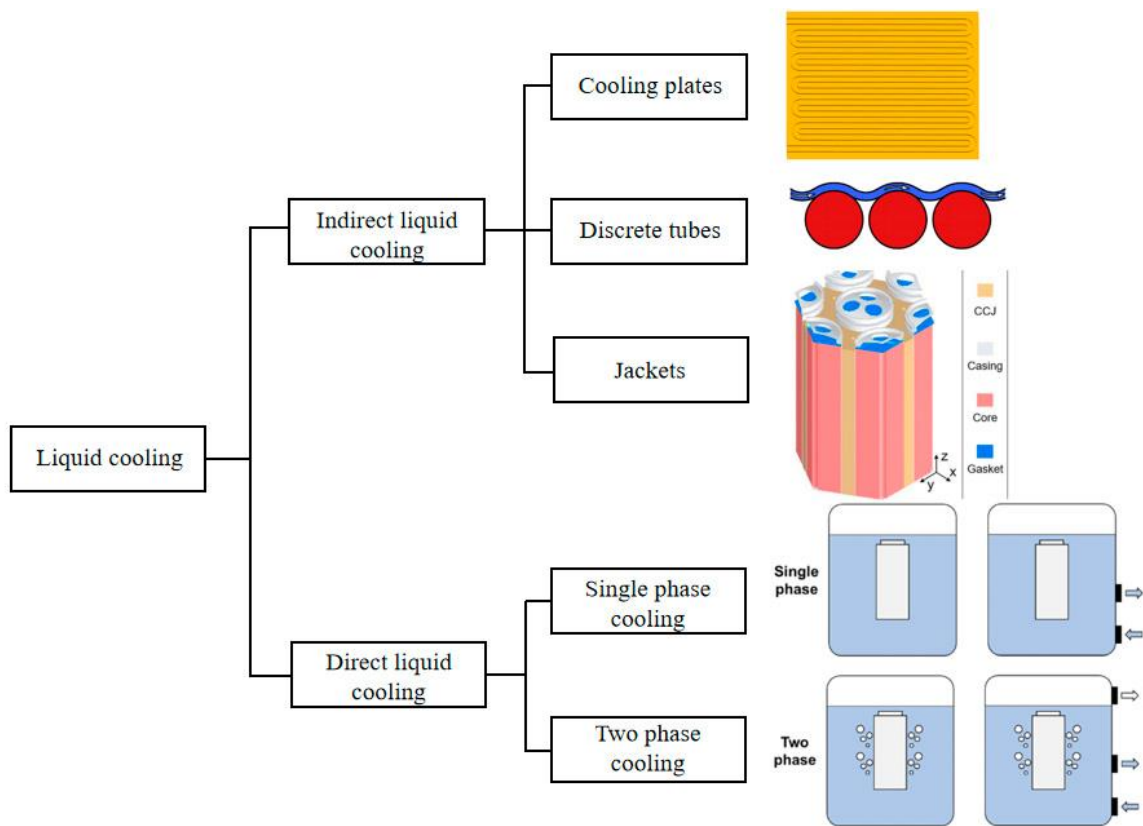 Cooling plates
Indirect liquid
cooling
Discrete tubes
Jackets
CCJ
Casing
Core
Gasket
z
x
y
Liquid cooling
Direct liquid
cooling
Single phase
cooling
Single
phase
Two phase
cooling
Two
phase